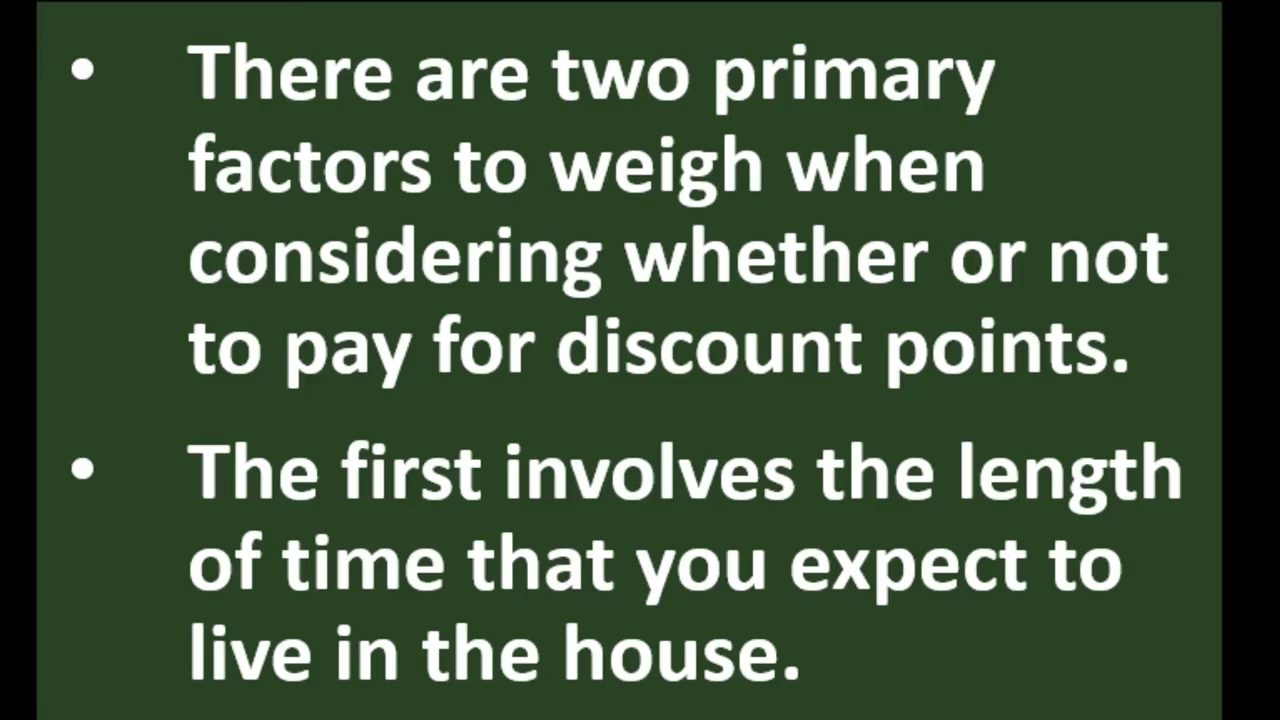 • There are two primary
factors to weigh when
considering whether or not
to pay for discount points.
• The first involves the length
of time that you expect to
live in the house.